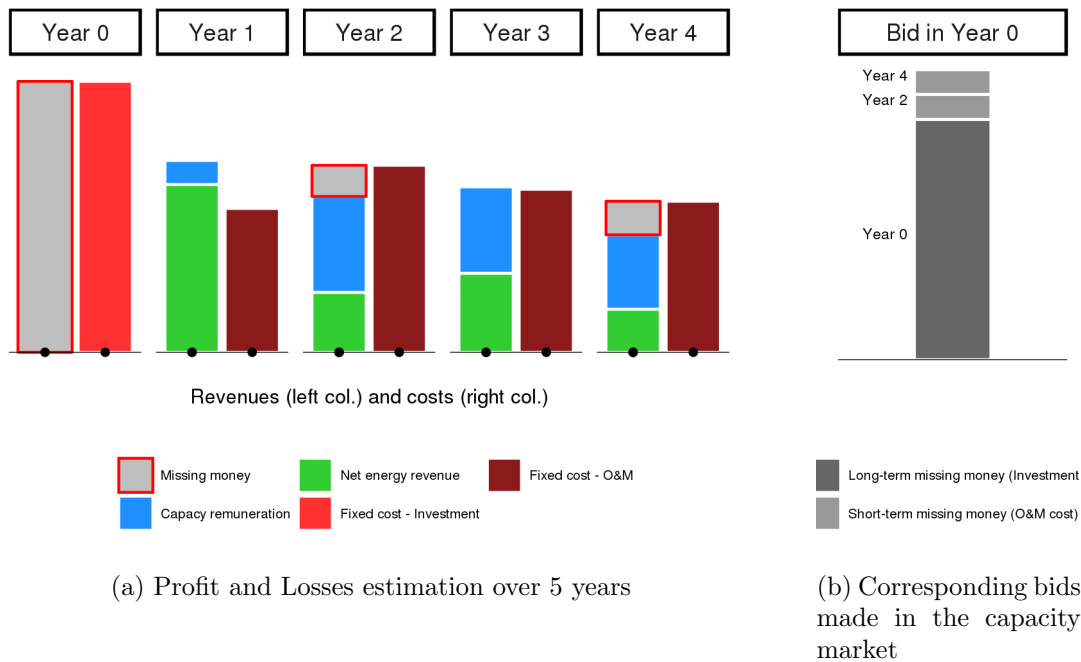 Year 0
Year 1
Year 2
Year 3
Year 4
Bid in Year 0
Year 4
Year 2
Year 0
Revenues (left col.) and costs (right col.)
Missing money
Net energy revenue
Fixed cost - O&M
Capacy remuneration
Fixed cost - Investment
Long-term missing money (Investment
Short-term missing money (O&M cost)
(a) Profit and Losses estimation over 5 years
(b) Corresponding bids
made in the capacity
market